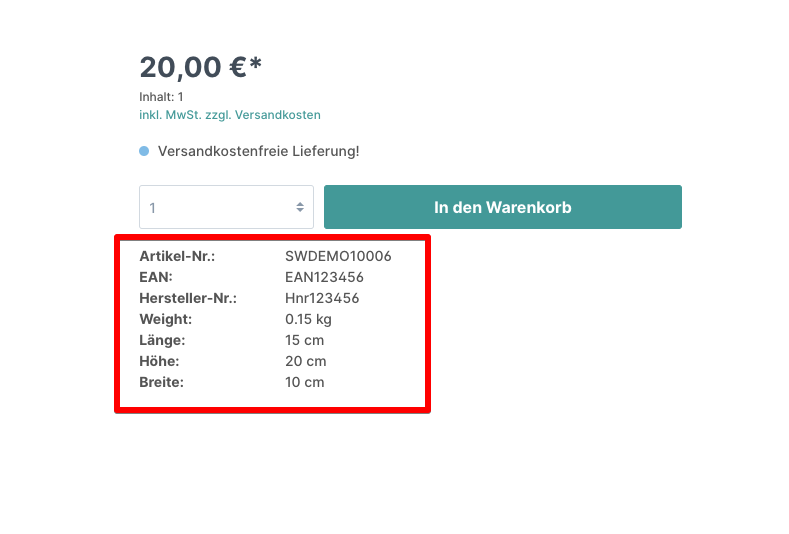 20,00 €*
Inhalt: 1
inkl. MwSt. zzgl. Versandkosten
Versandkostenfreie Lieferung!
1 In den Warenkorb
Artikel-Nr.: SWDEMO10006
EAN: EAN123456
Hersteller-Nr.: Hnr123456
Weight: 0.15 kg
Länge: 15 cm
Höhe: 20 cm
Breite: 10 cm